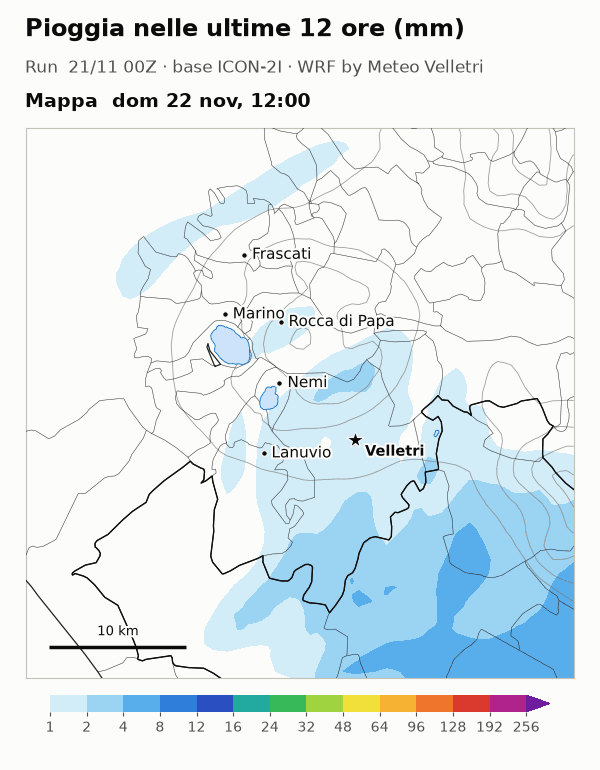 Pioggia nelle ultime 12 ore (mm)
Run 21/11 00Z · base ICON-2I · WRF by Meteo Velletri
Mappa dom 22 nov, 12:00
Frascati
Marino
Rocca di Papa
Nemi
Velletri
Lanuvio
10 km
1 2 4 8 12 16 24 32 42 48 64 96 128 192 256